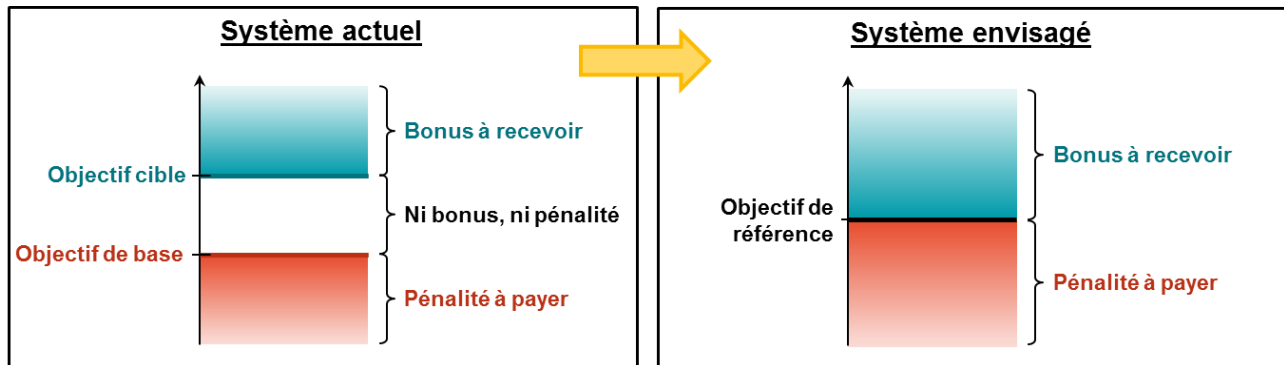 Système actuel
Bonus à recevoir
Objectif cible
Ni bonus, ni pénalité
Objectif de base
Pénalité à payer
Système envisagé
Bonus à recevoir
Objectif de
référence
Pénalité à payer